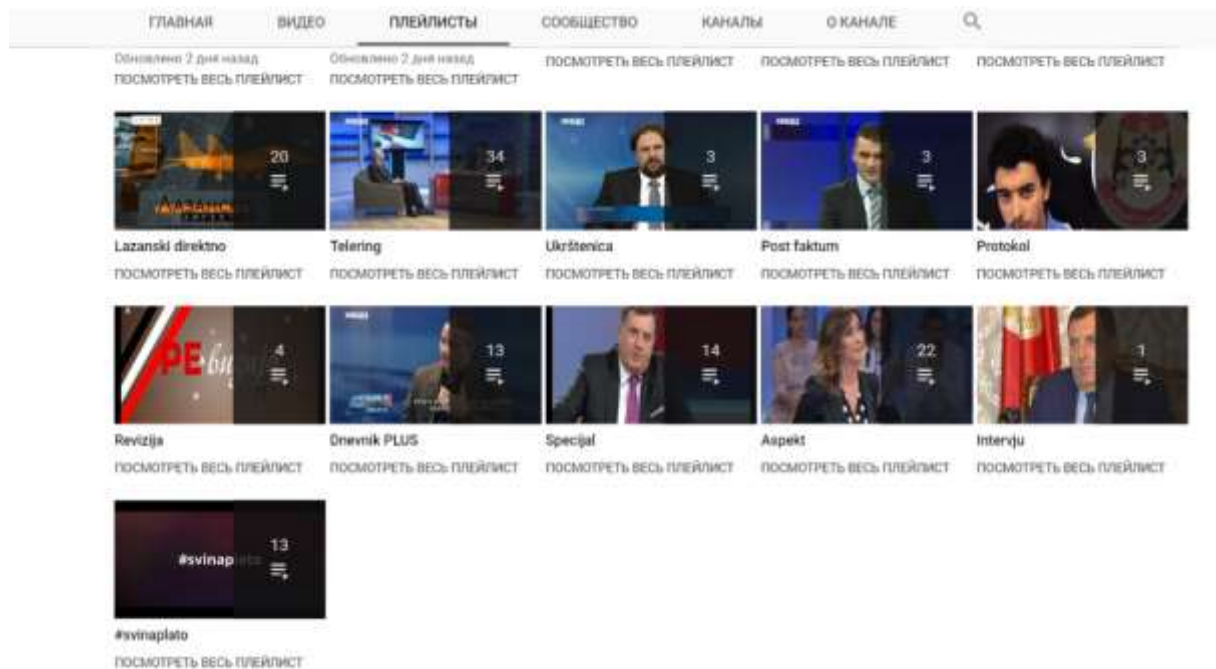 ГЛАВНАЯ ВИДЕО ПЛЕЙЛИСТЫ СООБЩЕСТВО КАНАЛЫ О КАНАЛЕ
Обновлено 2 дня назад Обновлено 2 дня назад ПОСМОТРЕТЬ ВЕСЬ ПЛЕЙЛИСТ ПОСМОТРЕТЬ ВЕСЬ ПЛЕЙЛИСТ ПОСМОТРЕТЬ ВЕСЬ ПЛЕЙЛИСТ
ПОСМОТРЕТЬ ВЕСЬ ПЛЕЙЛИСТ ПОСМОТРЕТЬ ВЕСЬ ПЛЕЙЛИСТ
20 34 3 3 3
Lazanski direktno Telering Ukrštenica Post faktum Protokol
ПОСМОТРЕТЬ ВЕСЬ ПЛЕЙЛИСТ ПОСМОТРЕТЬ ВЕСЬ ПЛЕЙЛИСТ ПОСМОТРЕТЬ ВЕСЬ ПЛЕЙЛИСТ ПОСМОТРЕТЬ ВЕСЬ ПЛЕЙЛИСТ ПОСМОТРЕТЬ ВЕСЬ ПЛЕЙЛИСТ
4 13 14 22 1
Revizija Dnevnik PLUS Specijal Aspekt Intervju
ПОСМОТРЕТЬ ВЕСЬ ПЛЕЙЛИСТ ПОСМОТРЕТЬ ВЕСЬ ПЛЕЙЛИСТ ПОСМОТРЕТЬ ВЕСЬ ПЛЕЙЛИСТ ПОСМОТРЕТЬ ВЕСЬ ПЛЕЙЛИСТ ПОСМОТРЕТЬ ВЕСЬ ПЛЕЙЛИСТ
#svinaplato 13
#svinaplato
ПОСМОТРЕТЬ ВЕСЬ ПЛЕЙЛИСТ